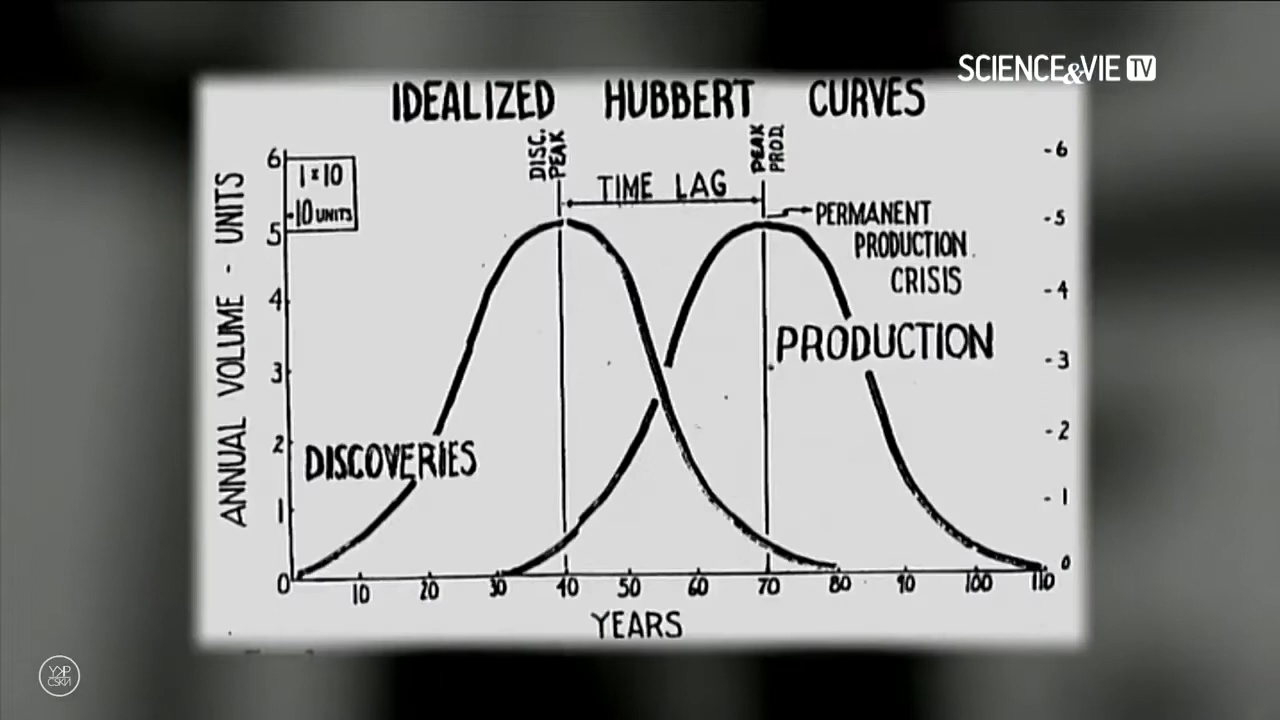 SCIENCE&VIE TV
IDEALIZED HUBBERT CURVES
ANNUAL VOLUME - UNITS
6
5
4
3
2
1
0
1 = 10
10 UNITS
DISC. PEAK
TIME LAG
PEAK PROD.
PERMANENT
PRODUCTION
CRISIS
PRODUCTION
DISCOVERIES
- 6
- 5
- 4
- 3
- 2
- 1
0
10 20 30 40 50 60 70 80 90 100 110
YEARS